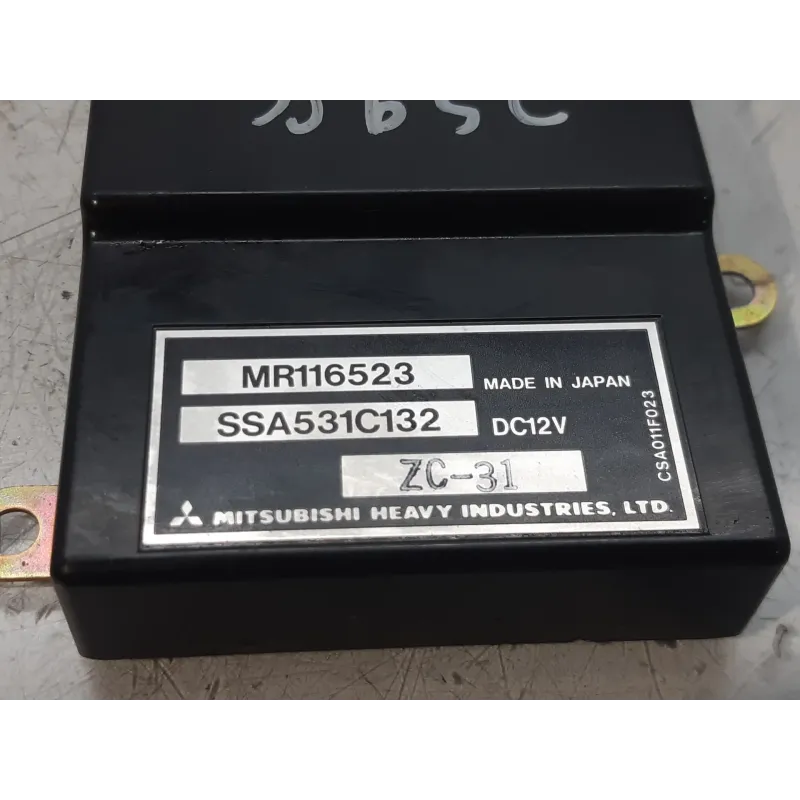 MR116523
MADE IN JAPAN
SSA531C132
DC12V
ZC-31
MITSUBISHI HEAVY INDUSTRIES, LTD.
CSA011F023